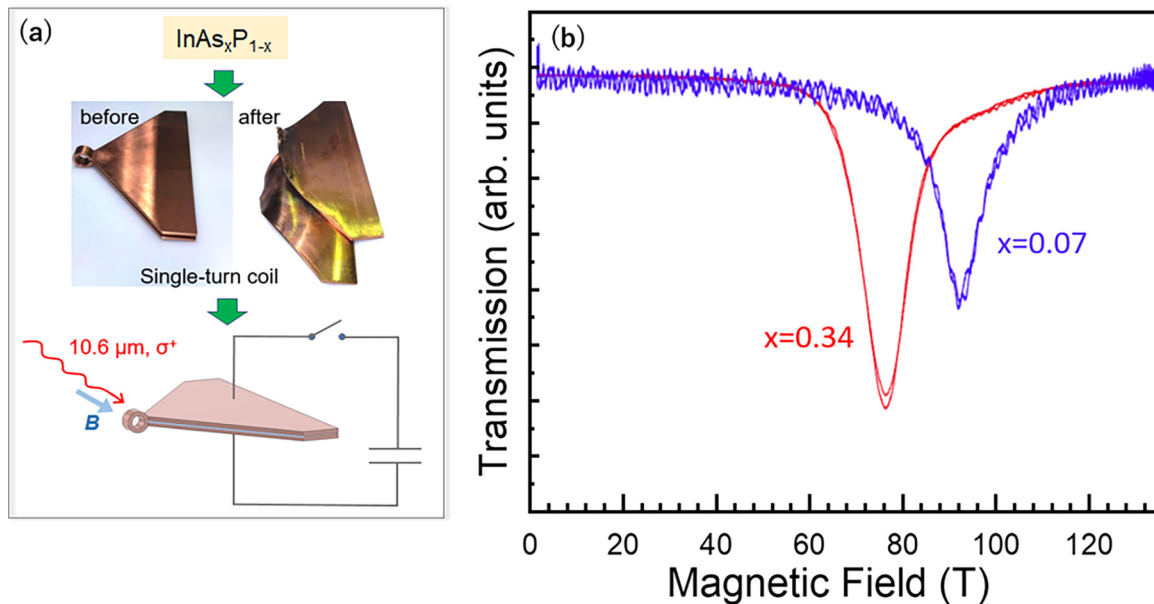 (a)
InAsₓP₁₋ₓ
before
after
Single-turn coil
10.6 μm, σ⁺
B
(b)
Transmission (arb. units)
x=0.07
x=0.34
0 20 40 60 80 100 120
Magnetic Field (T)